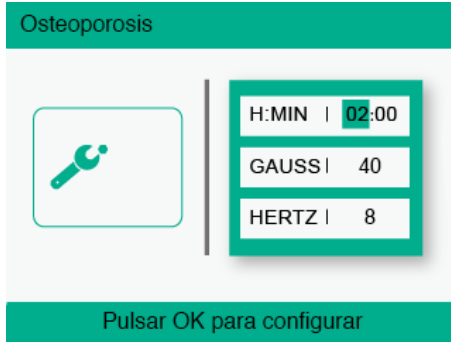 Osteoporosis
H:MIN | 02:00
GAUSS | 40
HERTZ | 8
Pulsar OK para configurar